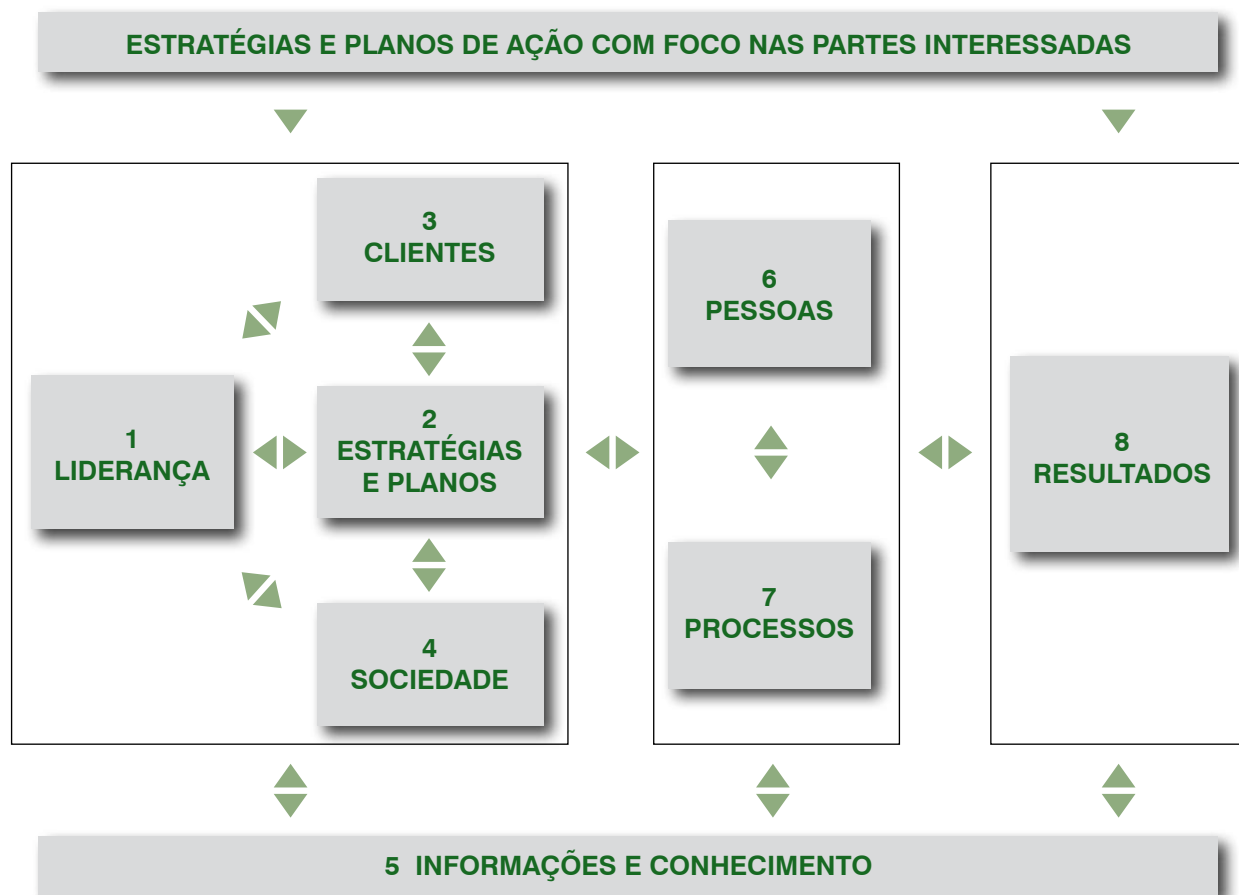 ESTRATÉGIAS E PLANOS DE AÇÃO COM FOCO NAS PARTES INTERESSADAS
1
LIDERANÇA
3
CLIENTES
2
ESTRATÉGIAS
E PLANOS
4
SOCIEDADE
6
PESSOAS
7
PROCESSOS
8
RESULTADOS
5 INFORMAÇÕES E CONHECIMENTO